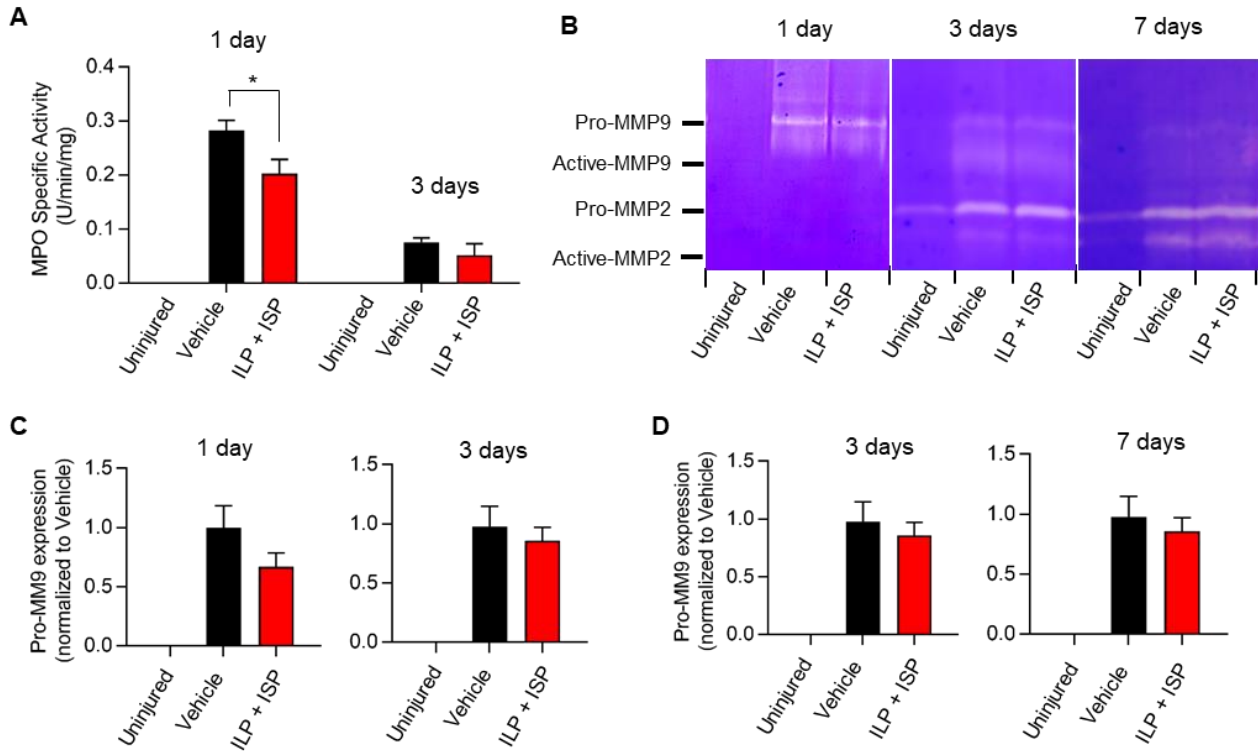 A
1 day
MPO Specific Activity
(U/min/mg)
0.4
0.3
0.2
0.1
0.0
*
3 days
Uninjured
Vehicle
ILP + ISP
Uninjured
Vehicle
ILP + ISP
B
1 day
3 days
7 days
Pro-MMP9
Active-MMP9
Pro-MMP2
Active-MMP2
Uninjured
Vehicle
ILP + ISP
Uninjured
Vehicle
ILP + ISP
Uninjured
Vehicle
ILP + ISP
C
1 day
Pro-MM9 expression
(normalized to Vehicle)
1.5
1.0
0.5
0.0
Uninjured
Vehicle
ILP + ISP
3 days
1.5
1.0
0.5
0.0
Uninjured
Vehicle
ILP + ISP
D
3 days
Pro-MM9 expression
(normalized to Vehicle)
1.5
1.0
0.5
0.0
Uninjured
Vehicle
ILP + ISP
7 days
1.5
1.0
0.5
0.0
Uninjured
Vehicle
ILP + ISP